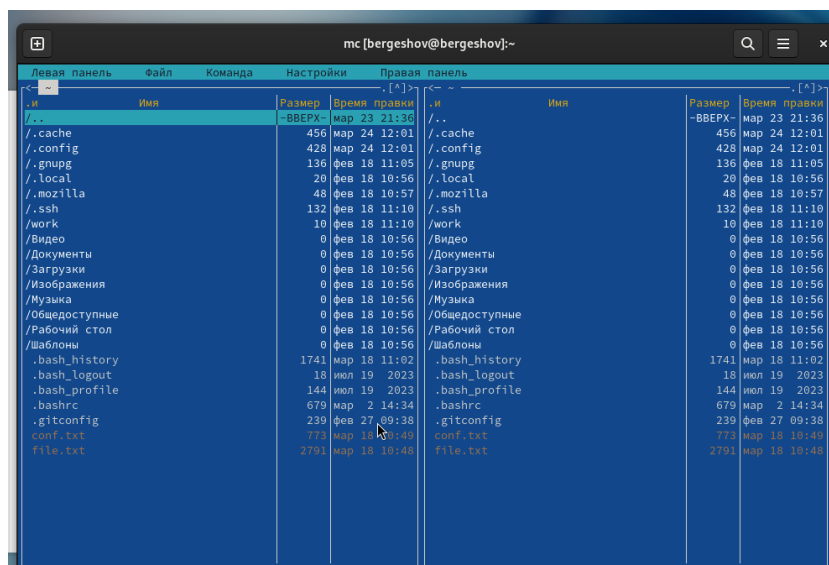 mc [bergeshov@bergeshov]:~
Левая панель Файл Команда Настройки Правая панель
<— ~ .[^]> <— ~ .[^]>
.и Имя Размер Время правки .и Имя Размер Время правки
/.. -ВВЕРХ- мар 23 21:36 /.. -ВВЕРХ- мар 23 21:36
/.cache 456 мар 24 12:01 /.cache 456 мар 24 12:01
/.config 428 мар 24 12:01 /.config 428 мар 24 12:01
/.gnupg 136 фев 18 11:05 /.gnupg 136 фев 18 11:05
/.local 20 фев 18 10:56 /.local 20 фев 18 10:56
/.mozilla 48 фев 18 10:57 /.mozilla 48 фев 18 10:57
/.ssh 132 фев 18 11:10 /.ssh 132 фев 18 11:10
/work 10 фев 18 11:10 /work 10 фев 18 11:10
/Видео 0 фев 18 10:56 /Видео 0 фев 18 10:56
/Документы 0 фев 18 10:56 /Документы 0 фев 18 10:56
/Загрузки 0 фев 18 10:56 /Загрузки 0 фев 18 10:56
/Изображения 0 фев 18 10:56 /Изображения 0 фев 18 10:56
/Музыка 0 фев 18 10:56 /Музыка 0 фев 18 10:56
/Общедоступные 0 фев 18 10:56 /Общедоступные 0 фев 18 10:56
/Рабочий стол 0 фев 18 10:56 /Рабочий стол 0 фев 18 10:56
/Шаблоны 0 фев 18 10:56 /Шаблоны 0 фев 18 10:56
.bash_history 1741 мар 18 11:02 .bash_history 1741 мар 18 11:02
.bash_logout 18 июл 19 2023 .bash_logout 18 июл 19 2023
.bash_profile 144 июл 19 2023 .bash_profile 144 июл 19 2023
.bashrc 679 мар 2 14:34 .bashrc 679 мар 2 14:34
.gitconfig 239 фев 27 09:38 .gitconfig 239 фев 27 09:38
conf.txt 773 мар 18 10:49 conf.txt 773 мар 18 10:49
file.txt 2791 мар 18 10:48 file.txt 2791 мар 18 10:48